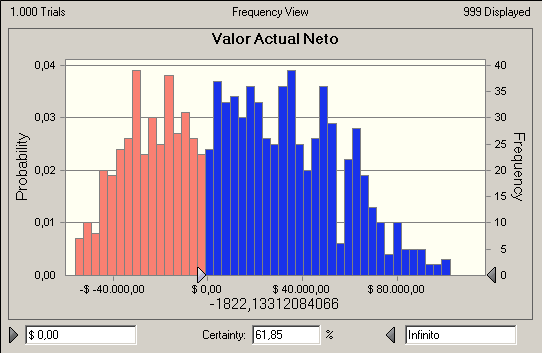 1.000 Trials Frequency View 999 Displayed
Valor Actual Neto
0,04 40
35
0,03 30
25
0,02 20
15
0,01 10
5
0,00 0
Probability
Frequency
-$ -40.000,00 $ 0,00 $ 40.000,00 $ 80.000,00
-1822,13312084066
$ 0,00 Certainty: 61,85 % Infinito